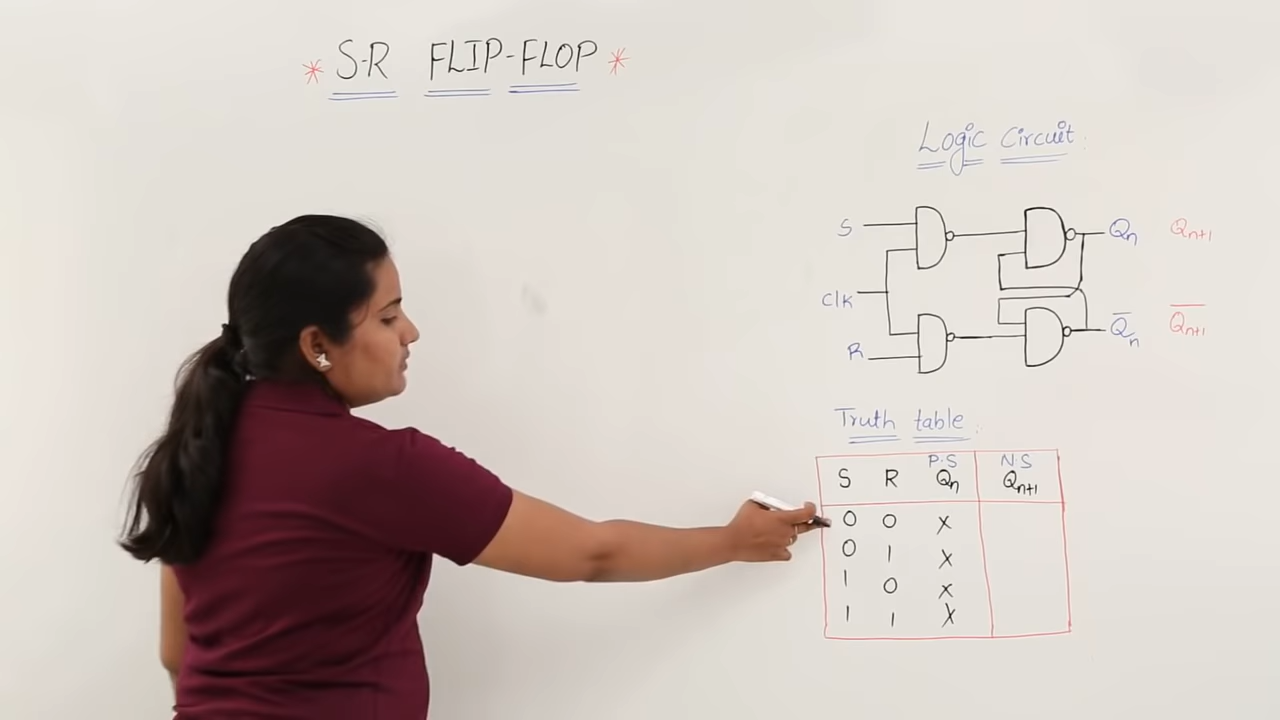 * S-R FLIP-FLOP *
Logic Circuit:
S
Qn Qn+1
Clk
R
Q̅n Q̅n+1
Truth table:
P.S N.S
S R Qn Qn+1
0 0 X
0 1 X
1 0 X
1 1 X